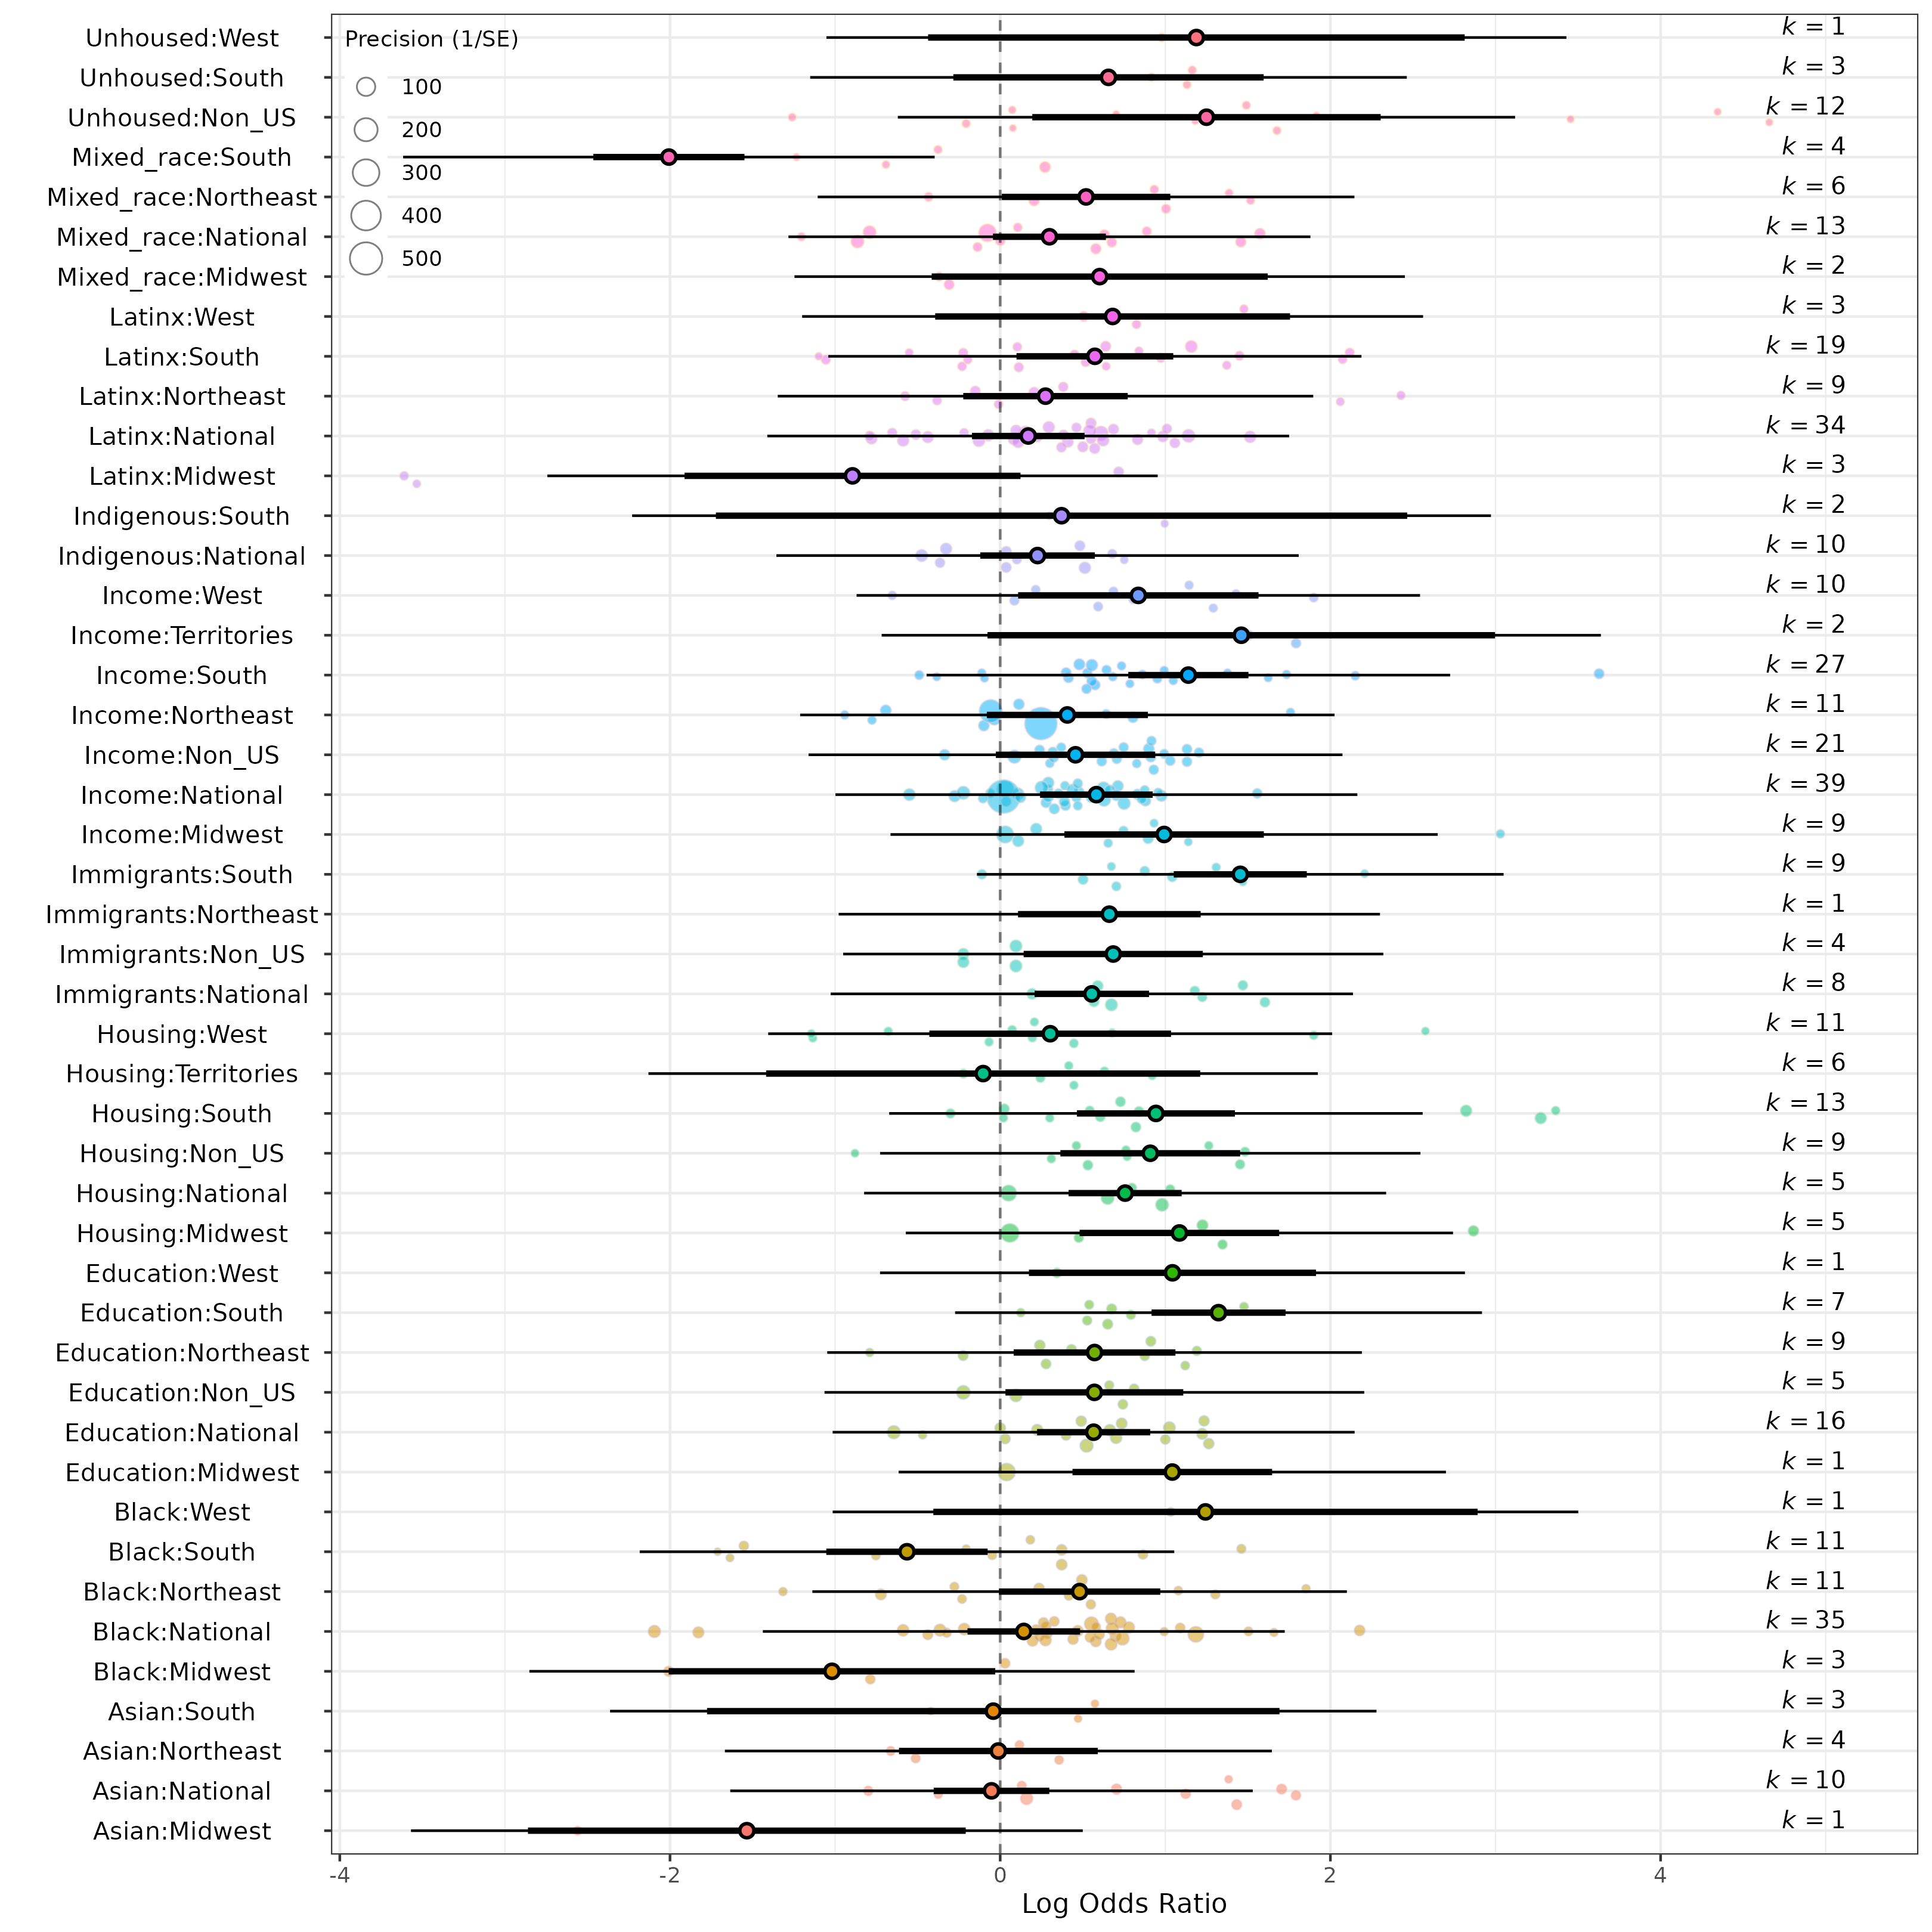 Unhoused:West k = 1
Unhoused:South k = 3
Unhoused:Non_US k = 12
Mixed_race:South k = 4
Mixed_race:Northeast k = 6
Mixed_race:National k = 13
Mixed_race:Midwest k = 2
Latinx:West k = 3
Latinx:South k = 19
Latinx:Northeast k = 9
Latinx:National k = 34
Latinx:Midwest k = 3
Indigenous:South k = 2
Indigenous:National k = 10
Income:West k = 10
Income:Territories k = 2
Income:South k = 27
Income:Northeast k = 11
Income:Non_US k = 21
Income:National k = 39
Income:Midwest k = 9
Immigrants:South k = 9
Immigrants:Northeast k = 1
Immigrants:Non_US k = 4
Immigrants:National k = 8
Housing:West k = 11
Housing:Territories k = 6
Housing:South k = 13
Housing:Non_US k = 9
Housing:National k = 5
Housing:Midwest k = 5
Education:West k = 1
Education:South k = 7
Education:Northeast k = 9
Education:Non_US k = 5
Education:National k = 16
Education:Midwest k = 1
Black:West k = 1
Black:South k = 11
Black:Northeast k = 11
Black:National k = 35
Black:Midwest k = 3
Asian:South k = 3
Asian:Northeast k = 4
Asian:National k = 10
Asian:Midwest k = 1
Precision (1/SE)
100
200
300
400
500
-4 -2 0 2 4
Log Odds Ratio